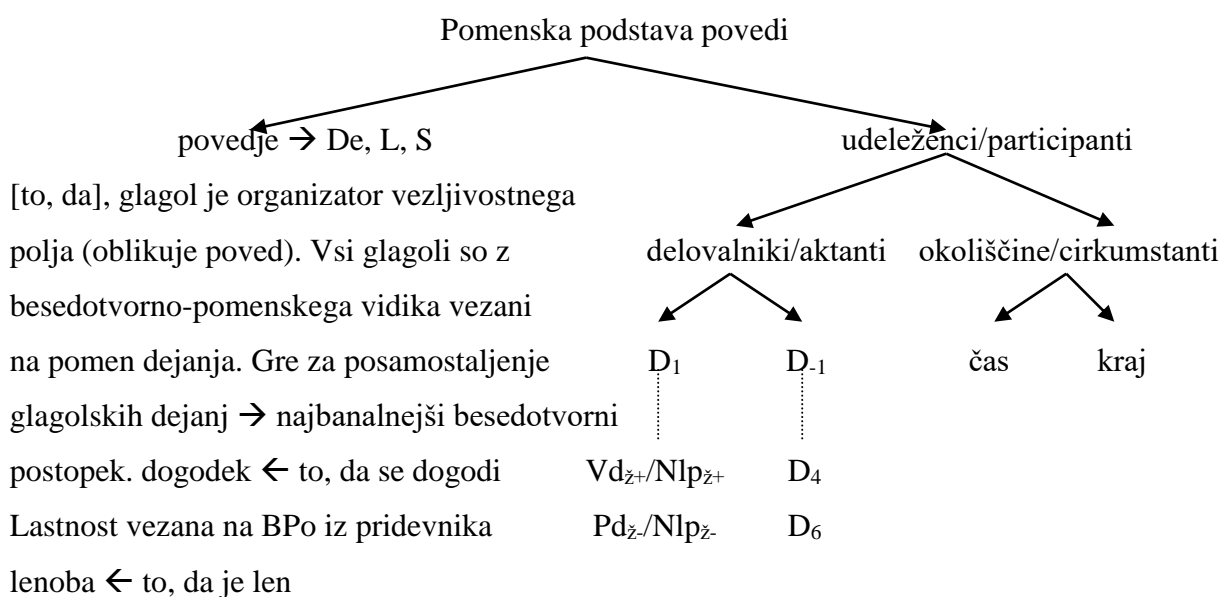 Pomenska podstava povedi
povedje → De, L, S udeleženci/participanti
[to, da], glagol je organizator vezljivostnega
polja (oblikuje poved). Vsi glagoli so z delovalniki/aktanti okoliščine/cirkumstanti
besedotvorno-pomenskega vidika vezani
na pomen dejanja. Gre za posamostaljenje D₁ D₋₁ čas kraj
glagolskih dejanj → najbanalnejši besedotvorni
postopek. dogodek ← to, da se dogodi Vdž+/Nlpž+ D₄
Lastnost vezana na BPo iz pridevnika Pdž-/Nlpž- D₆
lenoba ← to, da je len